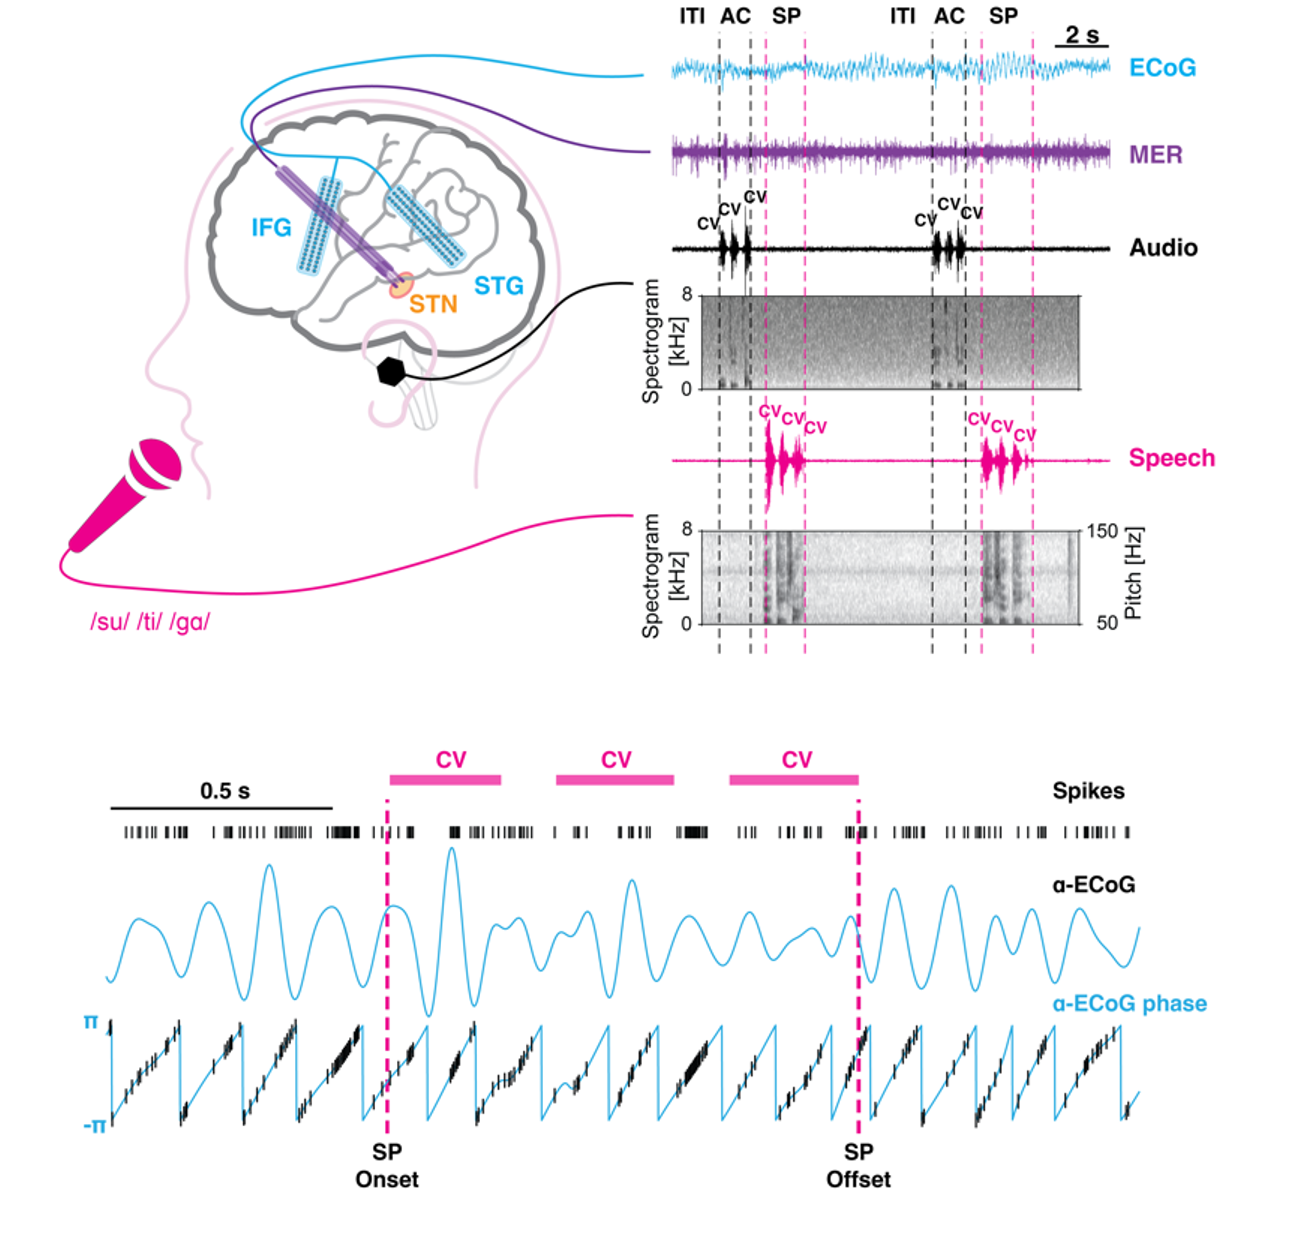 ITI AC SP ITI AC SP
2 s
ECoG
MER
CV CV CV CV CV CV
Audio
IFG
STG
STN
Spectrogram
[kHz]
8
0
CV CV CV CV CV CV
Speech
Spectrogram
[kHz]
8
0
150
50
Pitch [Hz]
/su/ /ti/ /ɡɑ/
CV CV CV
0.5 s
Spikes
α-ECoG
α-ECoG phase
π
-π
SP
Onset
SP
Offset